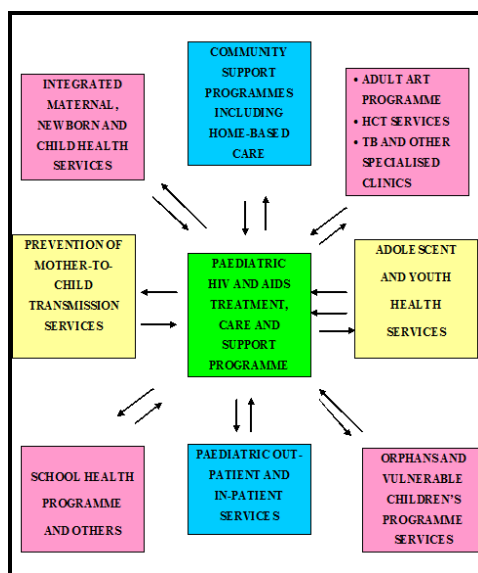 INTEGRATED
MATERNAL,
NEWBORN AND
CHILD HEALTH
SERVICES
COMMUNITY
SUPPORT
PROGRAMMES
INCLUDING
HOME-BASED
CARE
• ADULT ART
PROGRAMME
• HCT SERVICES
• TB AND OTHER
SPECIALISED
CLINICS
PREVENTION OF
MOTHER-TO-
CHILD
TRANSMISSION
SERVICES
PAEDIATRIC
HIV AND AIDS
TREATMENT,
CARE AND
SUPPORT
PROGRAMME
ADOLESCENT
AND YOUTH
HEALTH
SERVICES
SCHOOL HEALTH
PROGRAMME
AND OTHERS
PAEDIATRIC OUT-
PATIENT AND
IN-PATIENT
SERVICES
ORPHANS AND
VULNERABLE
CHILDREN'S
PROGRAMME
SERVICES